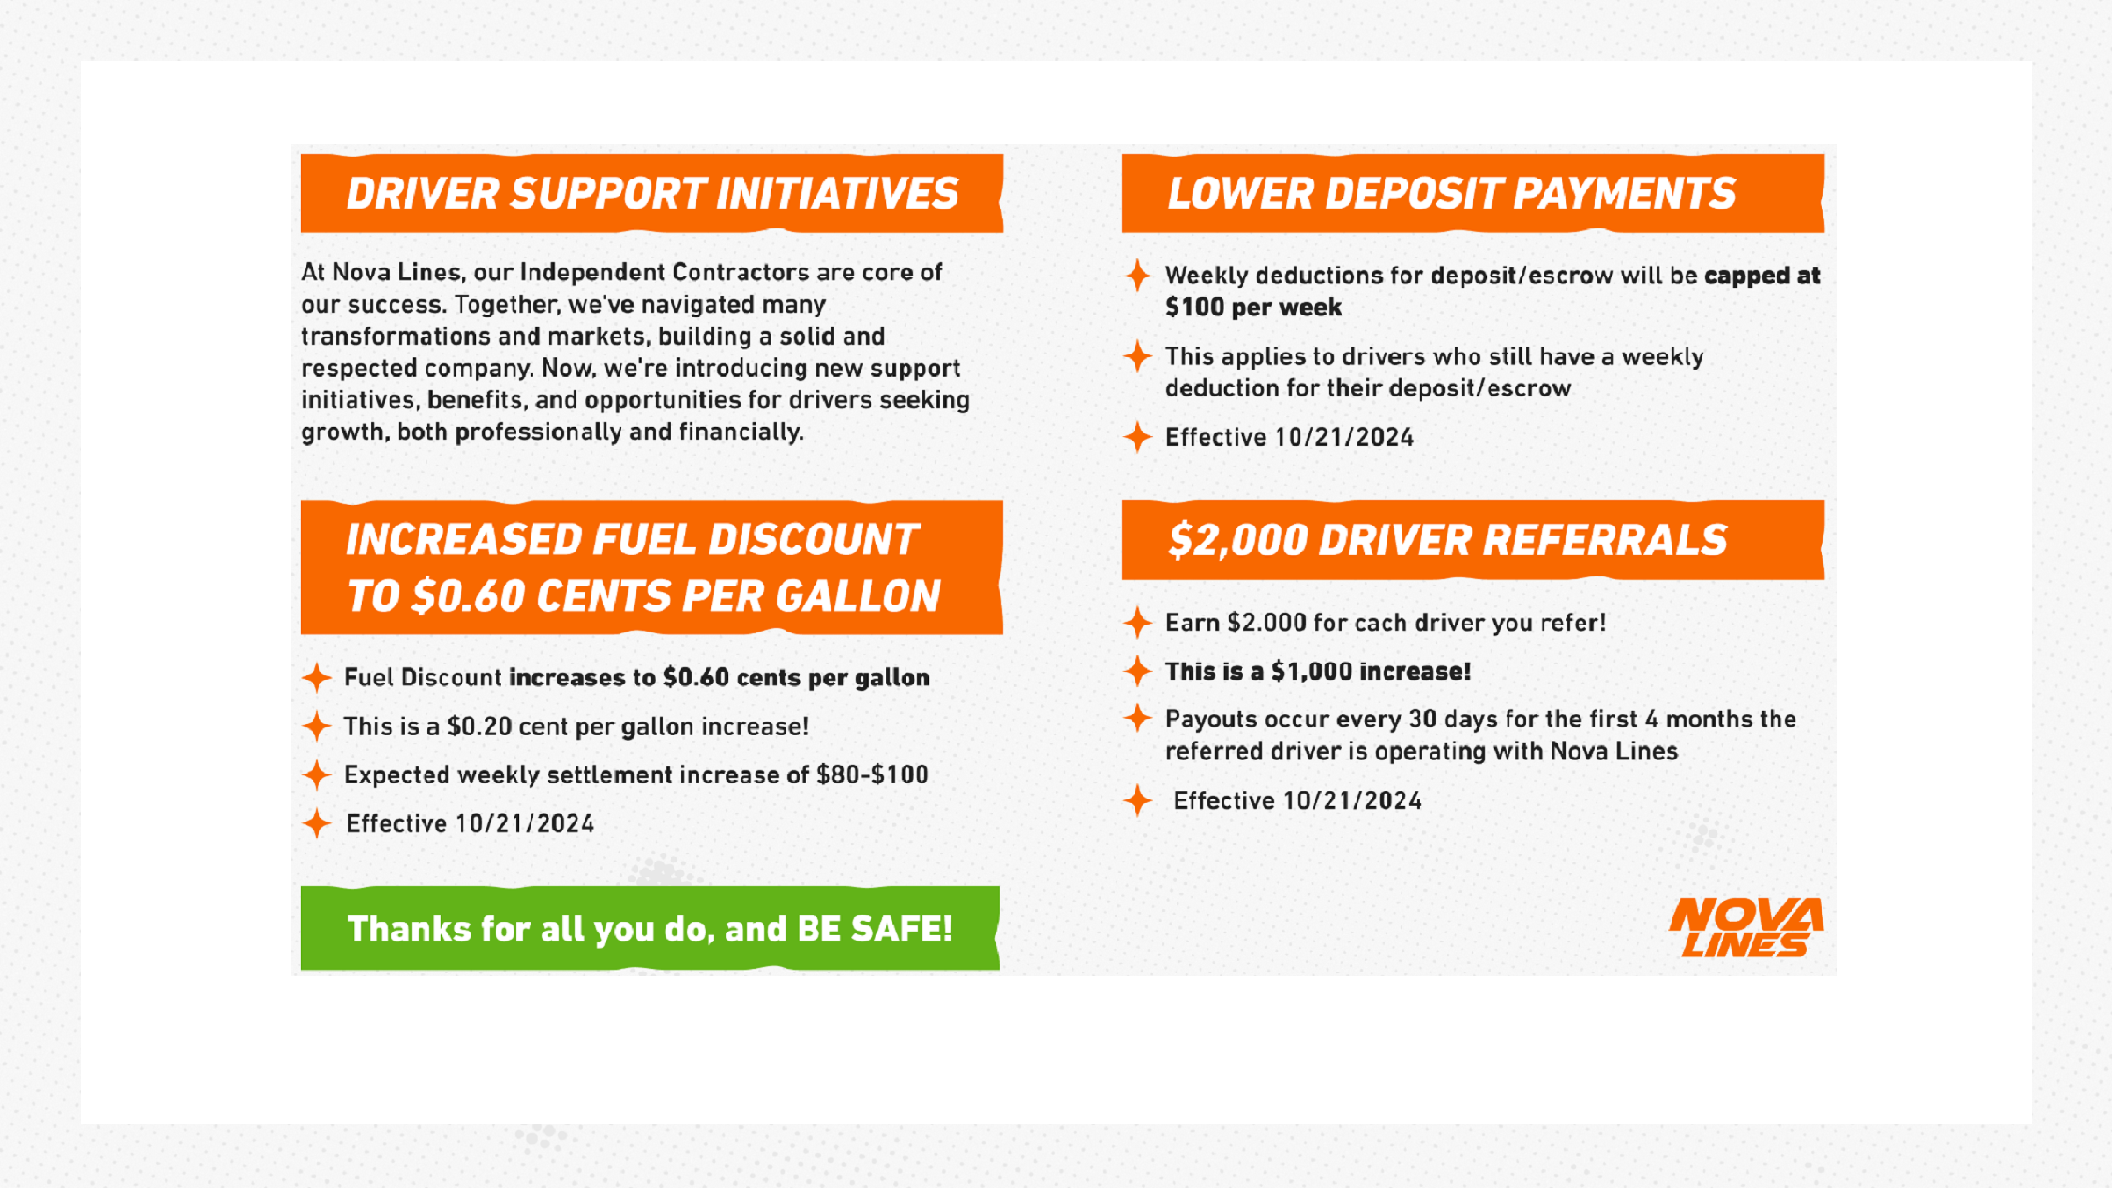 DRIVER SUPPORT INITIATIVES
At Nova Lines, our Independent Contractors are core of
our success. Together, we've navigated many
transformations and markets, building a solid and
respected company. Now, we're introducing new support
initiatives, benefits, and opportunities for drivers seeking
growth, both professionally and financially.
INCREASED FUEL DISCOUNT
TO $0.60 CENTS PER GALLON
Fuel Discount increases to $0.60 cents per gallon
This is a $0.20 cent per gallon increase!
Expected weekly settlement increase of $80-$100
Effective 10/21/2024
Thanks for all you do, and BE SAFE!
LOWER DEPOSIT PAYMENTS
Weekly deductions for deposit/escrow will be capped at
$100 per week
This applies to drivers who still have a weekly
deduction for their deposit/escrow
Effective 10/21/2024
$2,000 DRIVER REFERRALS
Earn $2.000 for cach driver you refer!
This is a $1,000 increase!
Payouts occur every 30 days for the first 4 months the
referred driver is operating with Nova Lines
Effective 10/21/2024
NOVA
LINES